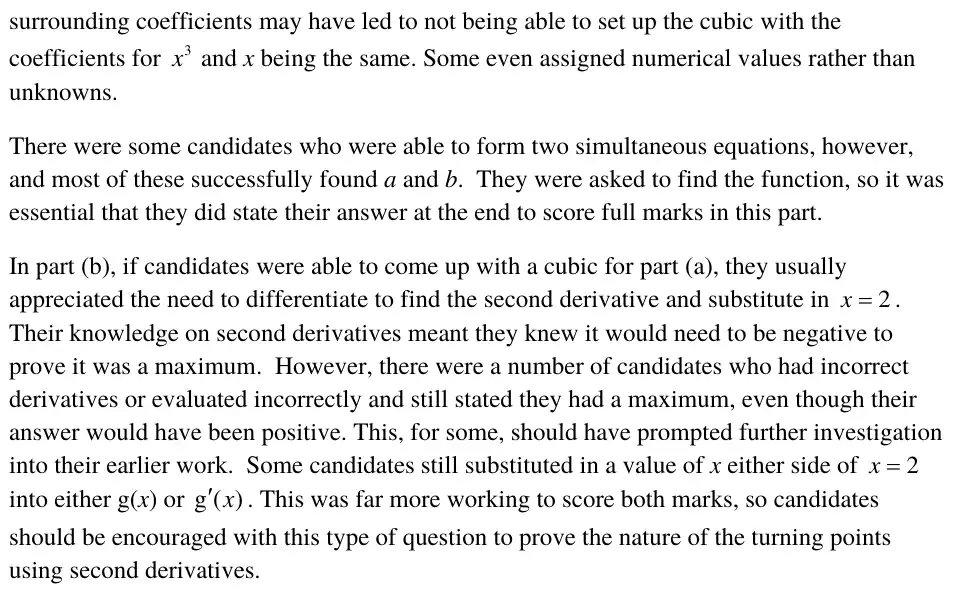 surrounding coefficients may have led to not being able to set up the cubic with the
coefficients for x³ and x being the same. Some even assigned numerical values rather than
unknowns.
There were some candidates who were able to form two simultaneous equations, however,
and most of these successfully found a and b.  They were asked to find the function, so it was
essential that they did state their answer at the end to score full marks in this part.
In part (b), if candidates were able to come up with a cubic for part (a), they usually
appreciated the need to differentiate to find the second derivative and substitute in x = 2.
Their knowledge on second derivatives meant they knew it would need to be negative to
prove it was a maximum.  However, there were a number of candidates who had incorrect
derivatives or evaluated incorrectly and still stated they had a maximum, even though their
answer would have been positive. This, for some, should have prompted further investigation
into their earlier work.  Some candidates still substituted in a value of x either side of x = 2
into either g(x) or g′(x). This was far more working to score both marks, so candidates
should be encouraged with this type of question to prove the nature of the turning points
using second derivatives.